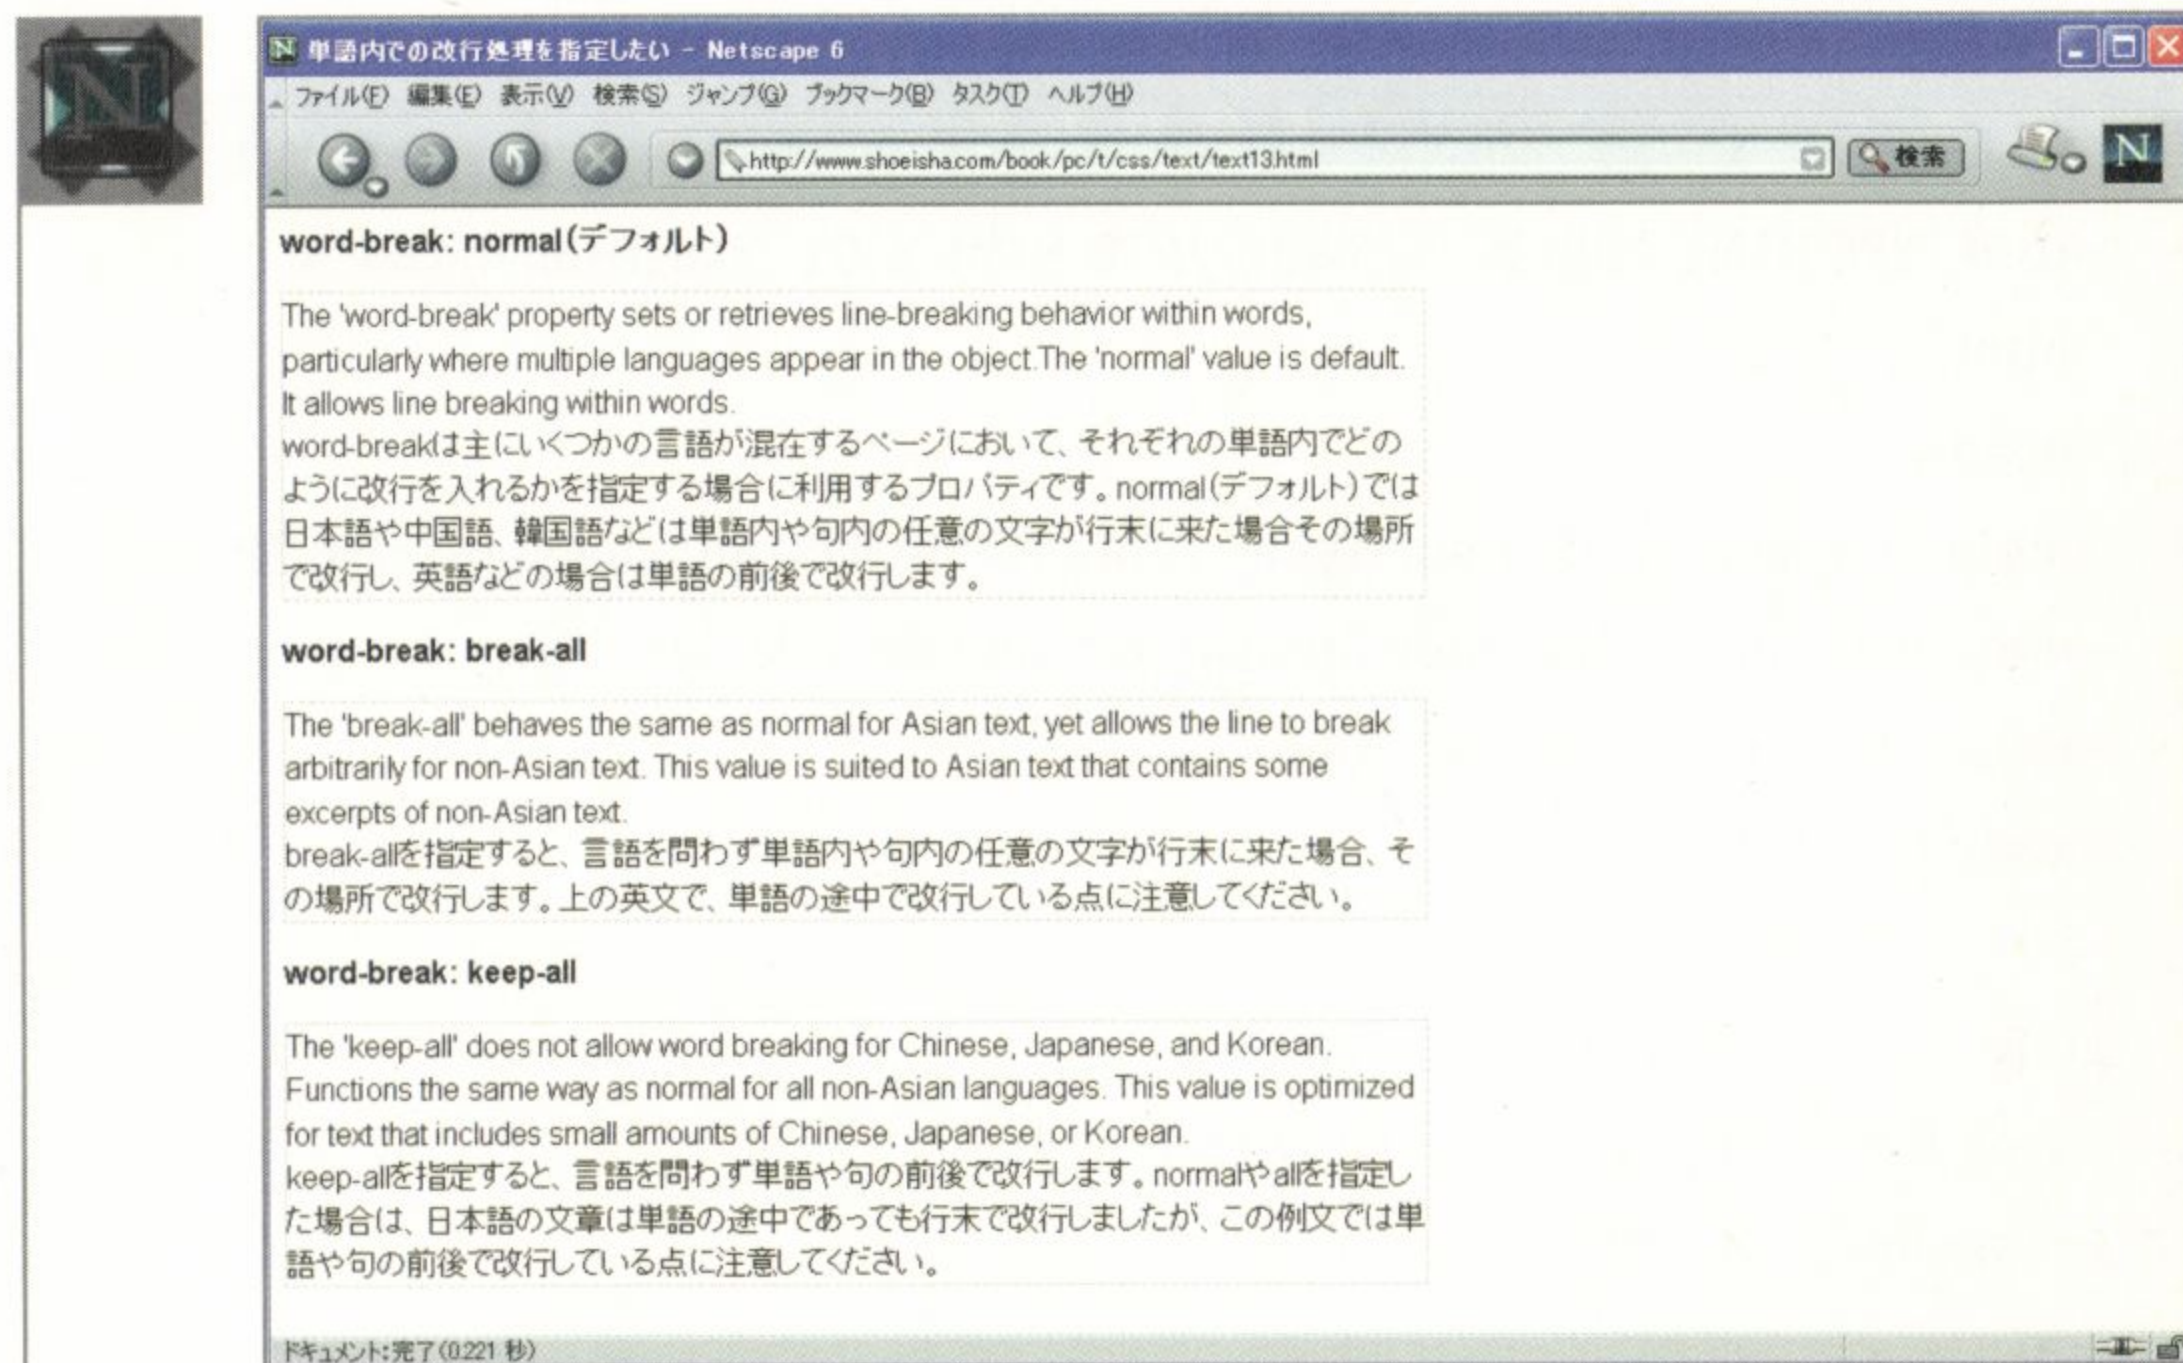 単語内での改行処理を指定したい - Netscape 6
ファイル(F) 編集(E) 表示(V) 検索(S) ジャンプ(G) ブックマーク(B) タスク(T) ヘルプ(H)
http://www.shoeisha.com/book/pc/t/css/text/text13.html 検索
word-break: normal(デフォルト)
The 'word-break' property sets or retrieves line-breaking behavior within words,
particularly where multiple languages appear in the object.The 'normal' value is default.
It allows line breaking within words.
word-breakは主にいくつかの言語が混在するページにおいて、それぞれの単語内でどの
ように改行を入れるかを指定する場合に利用するプロパティです。normal(デフォルト)では
日本語や中国語、韓国語などは単語内や句内の任意の文字が行末に来た場合その場所
で改行し、英語などの場合は単語の前後で改行します。
word-break: break-all
The 'break-all' behaves the same as normal for Asian text, yet allows the line to break
arbitrarily for non-Asian text. This value is suited to Asian text that contains some
excerpts of non-Asian text.
break-allを指定すると、言語を問わず単語内や句内の任意の文字が行末に来た場合、そ
の場所で改行します。上の英文で、単語の途中で改行している点に注意してください。
word-break: keep-all
The 'keep-all' does not allow word breaking for Chinese, Japanese, and Korean.
Functions the same way as normal for all non-Asian languages. This value is optimized
for text that includes small amounts of Chinese, Japanese, or Korean.
keep-allを指定すると、言語を問わず単語や句の前後で改行します。normalやallを指定し
た場合は、日本語の文章は単語の途中であっても行末で改行しましたが、この例文では単
語や句の前後で改行している点に注意してください。
ドキュメント:完了(0.221 秒)